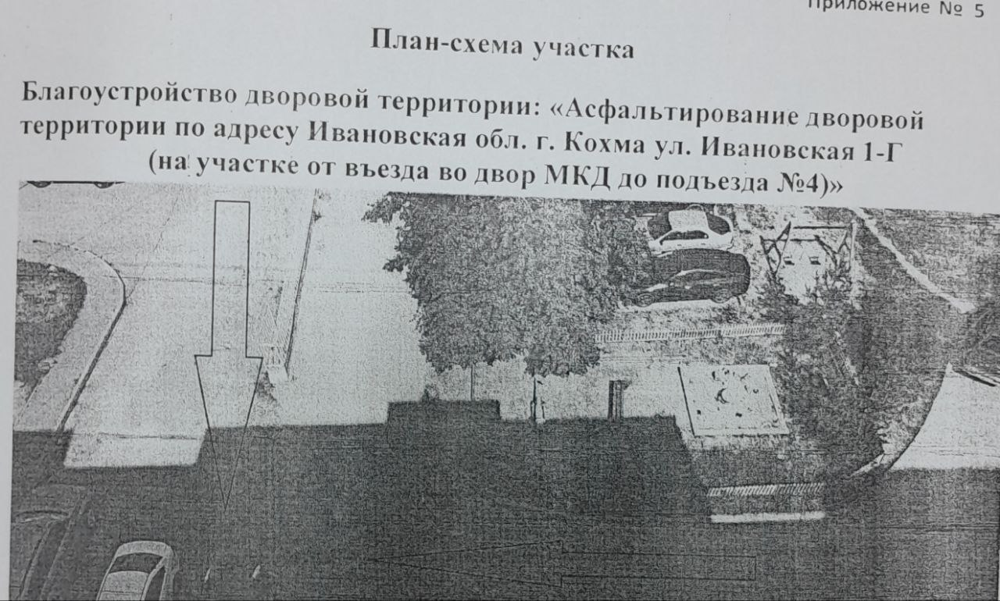 Приложение № 5
План-схема участка
Благоустройство дворовой территории: «Асфальтирование дворовой
территории по адресу Ивановская обл. г. Кохма ул. Ивановская 1-Г
(на участке от въезда во двор МКД до подъезда №4)»